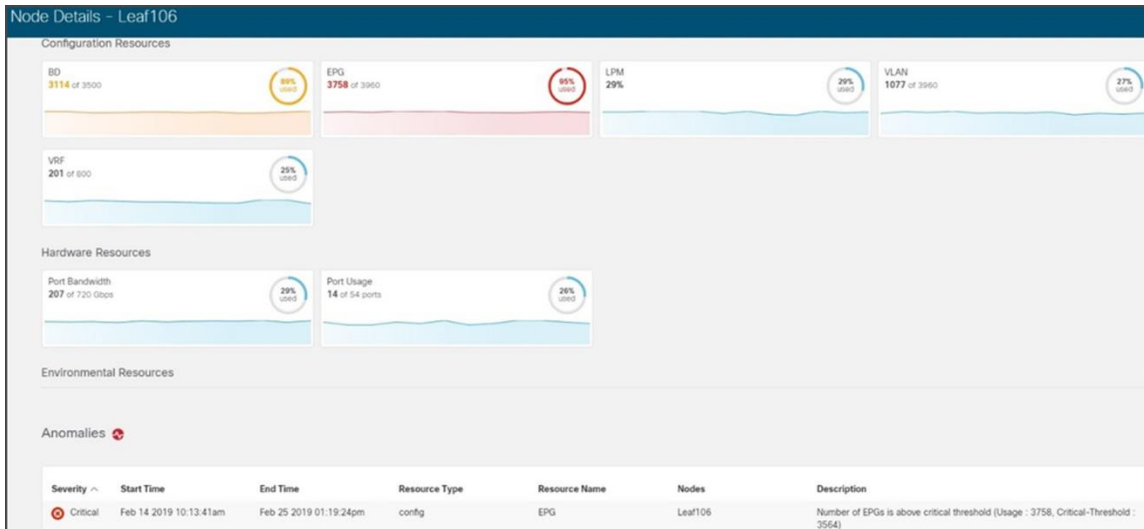 Node Details - Leaf106
Configuration Resources
BD
3114 of 3500
89%
used
EPG
3758 of 3960
95%
used
LPM
29%
29%
used
VLAN
1077 of 3960
27%
used
VRF
201 of 800
25%
used
Hardware Resources
Port Bandwidth
207 of 720 Gbps
29%
used
Port Usage
14 of 54 ports
26%
used
Environmental Resources
Anomalies
Severity Start Time End Time Resource Type Resource Name Nodes Description
Critical Feb 14 2019 10:13:41am Feb 25 2019 01:19:24pm config EPG Leaf106 Number of EPGs is above critical threshold (Usage : 3758, Critical-Threshold :
3564)